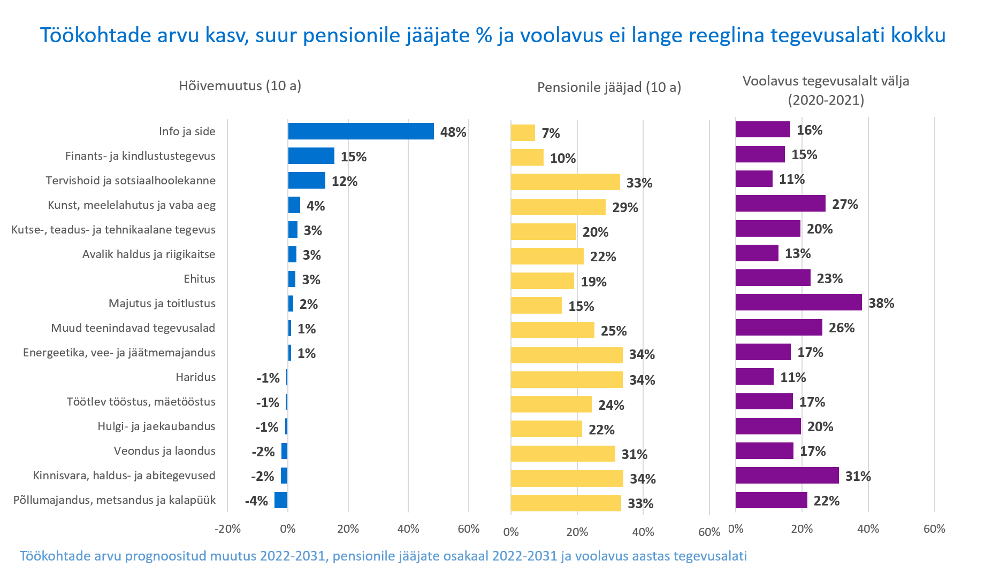 Töökohtade arvu kasv, suur pensionile jääjate % ja voolavus ei lange reeglina tegevusalati kokku
Hõivemuutus (10 a)
Info ja side 48%
Finants- ja kindlustustegevus 15%
Tervishoid ja sotsiaalhoolekanne 12%
Kunst, meelelahutus ja vaba aeg 4%
Kutse-, teadus- ja tehnikaalane tegevus 3%
Avalik haldus ja riigikaitse 3%
Ehitus 3%
Majutus ja toitlustus 2%
Muud teenindavad tegevusalad 1%
Energeetika, vee- ja jäätmemajandus 1%
Haridus -1%
Töötlev tööstus, mäetööstus -1%
Hulgi- ja jaekaubandus -1%
Veondus ja laondus -2%
Kinnisvara, haldus- ja abitegevused -2%
Põllumajandus, metsandus ja kalapüük -4%
-20% 0% 20% 40% 60%
Pensionile jääjad (10 a)
7%
10%
33%
29%
20%
22%
19%
15%
25%
34%
34%
24%
22%
31%
34%
33%
0% 20% 40% 60%
Voolavus tegevusalalt välja
(2020-2021)
16%
15%
11%
27%
20%
13%
23%
38%
26%
17%
11%
17%
20%
17%
31%
22%
0% 20% 40% 60%
Töökohtade arvu prognoositud muutus 2022-2031, pensionile jääjate osakaal 2022-2031 ja voolavus aastas tegevusalati